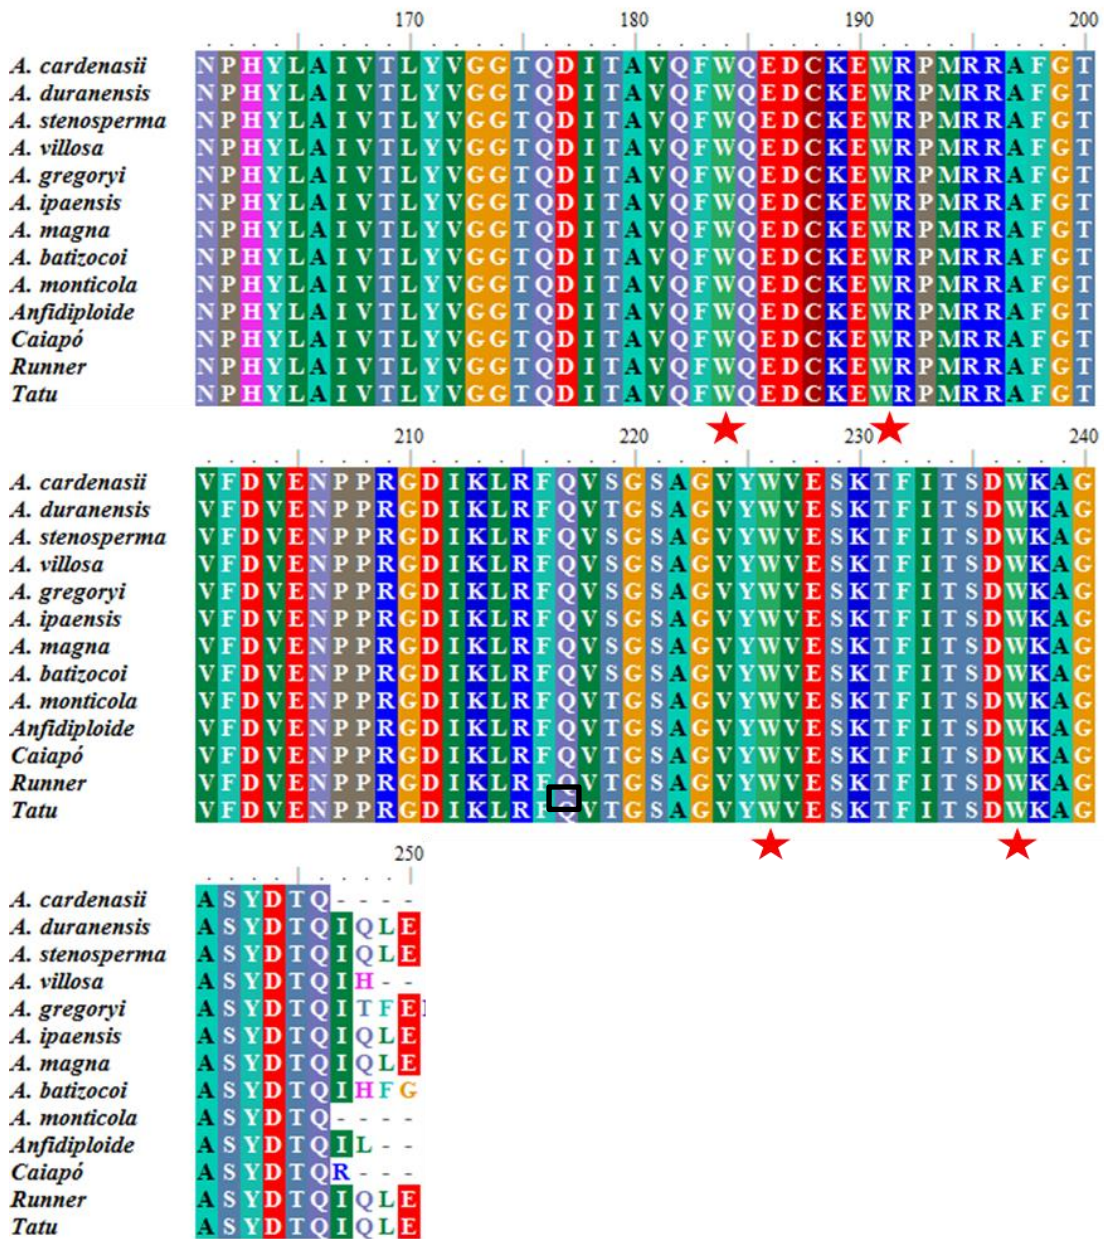 170 180 190 200
A. cardenasii NPHYLAIVTLYVGGTQDITAVQFWQEDCKEWRPMRRAFGT
A. duranensis NPHYLAIVTLYVGGTQDITAVQFWQEDCKEWRPMRRAFGT
A. stenosperma NPHYLAIVTLYVGGTQDITAVQFWQEDCKEWRPMRRAFGT
A. villosa NPHYLAIVTLYVGGTQDITAVQFWQEDCKEWRPMRRAFGT
A. gregoryi NPHYLAIVTLYVGGTQDITAVQFWQEDCKEWRPMRRAFGT
A. ipaensis NPHYLAIVTLYVGGTQDITAVQFWQEDCKEWRPMRRAFGT
A. magna NPHYLAIVTLYVGGTQDITAVQFWQEDCKEWRPMRRAFGT
A. batizocoi NPHYLAIVTLYVGGTQDITAVQFWQEDCKEWRPMRRAFGT
A. monticola NPHYLAIVTLYVGGTQDITAVQFWQEDCKEWRPMRRAFGT
Anfidiploide NPHYLAIVTLYVGGTQDITAVQFWQEDCKEWRPMRRAFGT
Caiapó NPHYLAIVTLYVGGTQDITAVQFWQEDCKEWRPMRRAFGT
Runner NPHYLAIVTLYVGGTQDITAVQFWQEDCKEWRPMRRAFGT
Tatu NPHYLAIVTLYVGGTQDITAVQFWQEDCKEWRPMRRAFGT
210 220 230 240
A. cardenasii VFDVENPPRGDIKLRFQVSGSAGVYWVESKTFITSDWKAG
A. duranensis VFDVENPPRGDIKLRFQVTGSAGVYWVESKTFITSDWKAG
A. stenosperma VFDVENPPRGDIKLRFQVTGSAGVYWVESKTFITSDWKAG
A. villosa VFDVENPPRGDIKLRFQVSGSAGVYWVESKTFITSDWKAG
A. gregoryi VFDVENPPRGDIKLRFQVSGSAGVYWVESKTFITSDWKAG
A. ipaensis VFDVENPPRGDIKLRFQVSGSAGVYWVESKTFITSDWKAG
A. magna VFDVENPPRGDIKLRFQVSGSAGVYWVESKTFITSDWKAG
A. batizocoi VFDVENPPRGDIKLRFQVSGSAGVYWVESKTFITSDWKAG
A. monticola VFDVENPPRGDIKLRFQVSGSAGVYWVESKTFITSDWKAG
Anfidiploide VFDVENPPRGDIKLRFQVTGSAGVYWVESKTFITSDWKAG
Caiapó VFDVENPPRGDIKLRFQVTGSAGVYWVESKTFITSDWKAG
Runner VFDVENPPRGDIKLRFQVTGSAGVYWVESKTFITSDWKAG
Tatu VFDVENPPRGDIKLRFQVTGSAGVYWVESKTFITSDWKAG
250
A. cardenasii ASYDTQ----
A. duranensis ASYDTQIQLE
A. stenosperma ASYDTQIQLE
A. villosa ASYDTQIH--
A. gregoryi ASYDTQITFE
A. ipaensis ASYDTQIQLE
A. magna ASYDTQIQLE
A. batizocoi ASYDTQIHFG
A. monticola ASYDTQ----
Anfidiploide ASYDTQIL--
Caiapó ASYDTQR---
Runner ASYDTQIQLE
Tatu ASYDTQIQLE